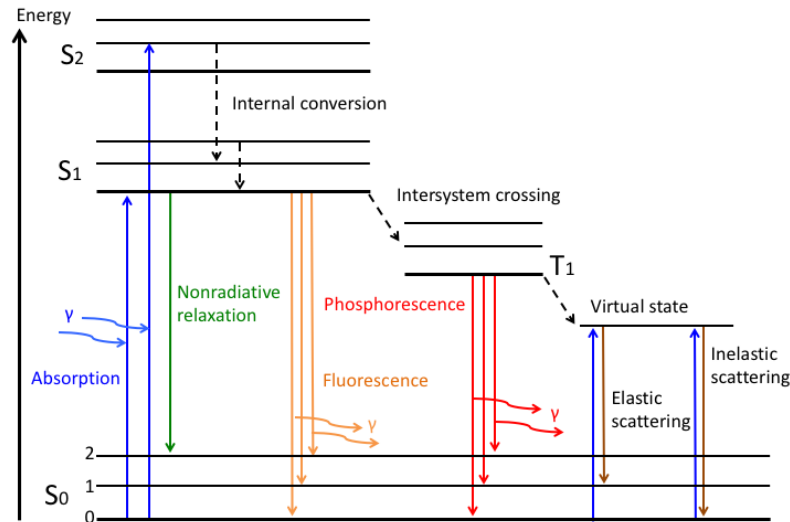 Energy
S2
Internal conversion
S1
Intersystem crossing
T1
Nonradiative
relaxation
Phosphorescence
Virtual state
γ
Inelastic
scattering
Absorption
Fluorescence
Elastic
scattering
γ
γ
2
S0
1
0